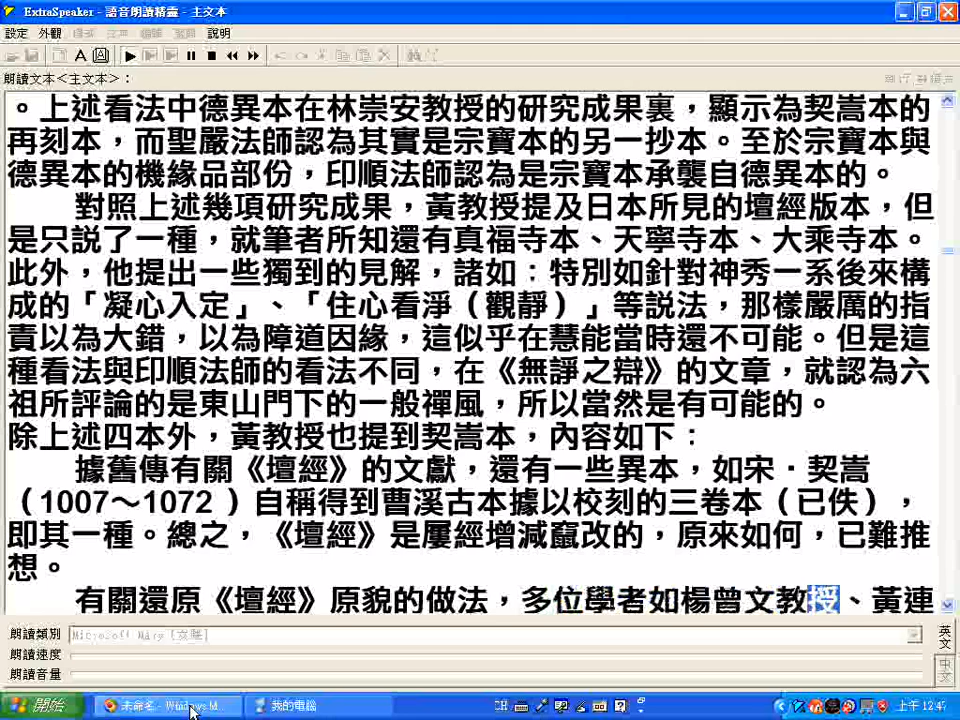 ExtraSpeaker - 語音朗讀精靈 - 主文本
設定 外觀 說明
朗讀文本<主文本>：
。上述看法中德異本在林崇安教授的研究成果裏，顯示為契嵩本的
再刻本，而聖嚴法師認為其實是宗寶本的另一抄本。至於宗寶本與
德異本的機緣品部份，印順法師認為是宗寶本承襲自德異本的。
對照上述幾項研究成果，黃教授提及日本所見的壇經版本，但
是只説了一種，就筆者所知還有真福寺本、天寧寺本、大乘寺本。
此外，他提出一些獨到的見解，諸如：特別如針對神秀一系後來構
成的「凝心入定」、「住心看淨（觀靜）」等説法，那樣嚴厲的指
責以為大錯，以為障道因緣，這似乎在慧能當時還不可能。但是這
種看法與印順法師的看法不同，在《無諍之辯》的文章，就認為六
祖所評論的是東山門下的一般禪風，所以當然是有可能的。
除上述四本外，黃教授也提到契嵩本，內容如下：
據舊傳有關《壇經》的文獻，還有一些異本，如宋．契嵩
（1007～1072 ）自稱得到曹溪古本據以校刻的三卷本（已佚），
即其一種。總之，《壇經》是屢經增減竄改的，原來如何，已難推
想。
有關還原《壇經》原貌的做法，多位學者如楊曾文教授、黃連
朗讀類別 Microsoft Mary [英腔]
英文
朗讀速度
朗讀音量
中文
開始 未命名 - Windows M... 我的電腦 CH 上午 12:47